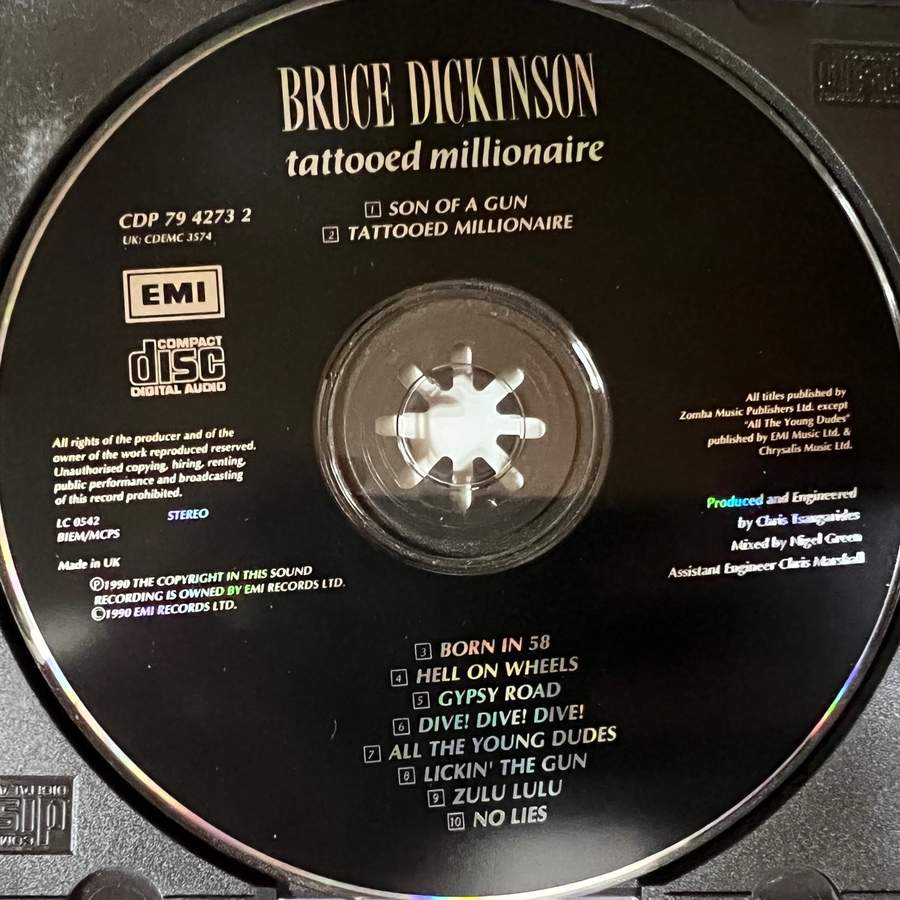 BRUCE DICKINSON
tattooed millionaire
1 SON OF A GUN
2 TATTOOED MILLIONAIRE
CDP 79 4273 2
UK: CDEMC 3574
EMI
COMPACT
disc
DIGITAL AUDIO
All titles published by
Zomba Music Publishers Ltd. except
"All The Young Dudes"
published by EMI Music Ltd. &
Chrysalis Music Ltd.
All rights of the producer and of the
owner of the work reproduced reserved.
Unauthorised copying, hiring, renting,
public performance and broadcasting
of this record prohibited.
LC 0542
STEREO
BIEM/MCPS
Made in UK
Ⓟ1990 THE COPYRIGHT IN THIS SOUND
RECORDING IS OWNED BY EMI RECORDS LTD.
©1990 EMI RECORDS LTD.
Produced and Engineered
by Chris Tsangarides
Mixed by Nigel Green
Assistant Engineer Chris Marshall
3 BORN IN 58
4 HELL ON WHEELS
5 GYPSY ROAD
6 DIVE! DIVE! DIVE!
7 ALL THE YOUNG DUDES
8 LICKIN' THE GUN
9 ZULU LULU
10 NO LIES